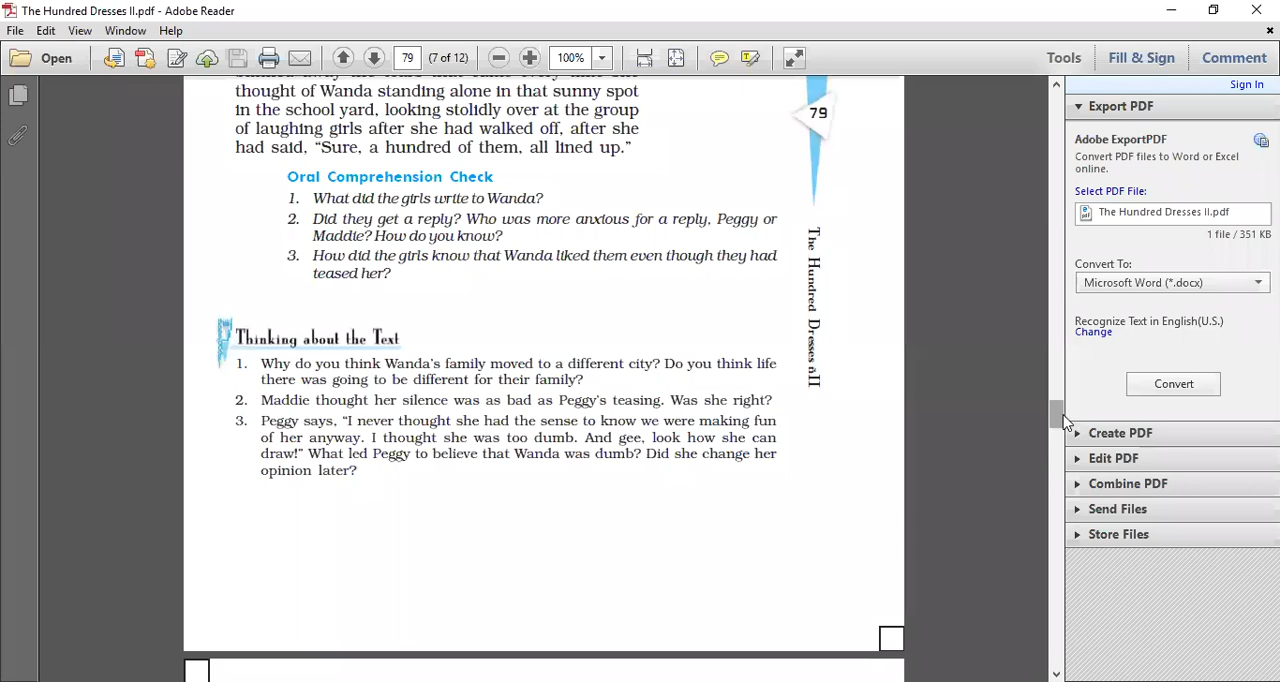 The Hundred Dresses II.pdf - Adobe Reader
File Edit View Window Help
Open 79 (7 of 12) 100% Tools Fill & Sign Comment
Sign In
thought of Wanda standing alone in that sunny spot
in the school yard, looking stolidly over at the group
of laughing girls after she had walked off, after she
had said, “Sure, a hundred of them, all lined up.”
79
The Hundred Dresses ñII
Oral Comprehension Check
1. What did the girls write to Wanda?
2. Did they get a reply? Who was more anxious for a reply, Peggy or
Maddie? How do you know?
3. How did the girls know that Wanda liked them even though they had
teased her?
Thinking about the Text
1. Why do you think Wanda’s family moved to a different city? Do you think life
there was going to be different for their family?
2. Maddie thought her silence was as bad as Peggy’s teasing. Was she right?
3. Peggy says, “I never thought she had the sense to know we were making fun
of her anyway. I thought she was too dumb. And gee, look how she can
draw!” What led Peggy to believe that Wanda was dumb? Did she change her
opinion later?
Export PDF
Adobe ExportPDF
Convert PDF files to Word or Excel
online.
Select PDF File:
The Hundred Dresses II.pdf
1 file / 351 KB
Convert To:
Microsoft Word (*.docx)
Recognize Text in English(U.S.)
Change
Convert
Create PDF
Edit PDF
Combine PDF
Send Files
Store Files